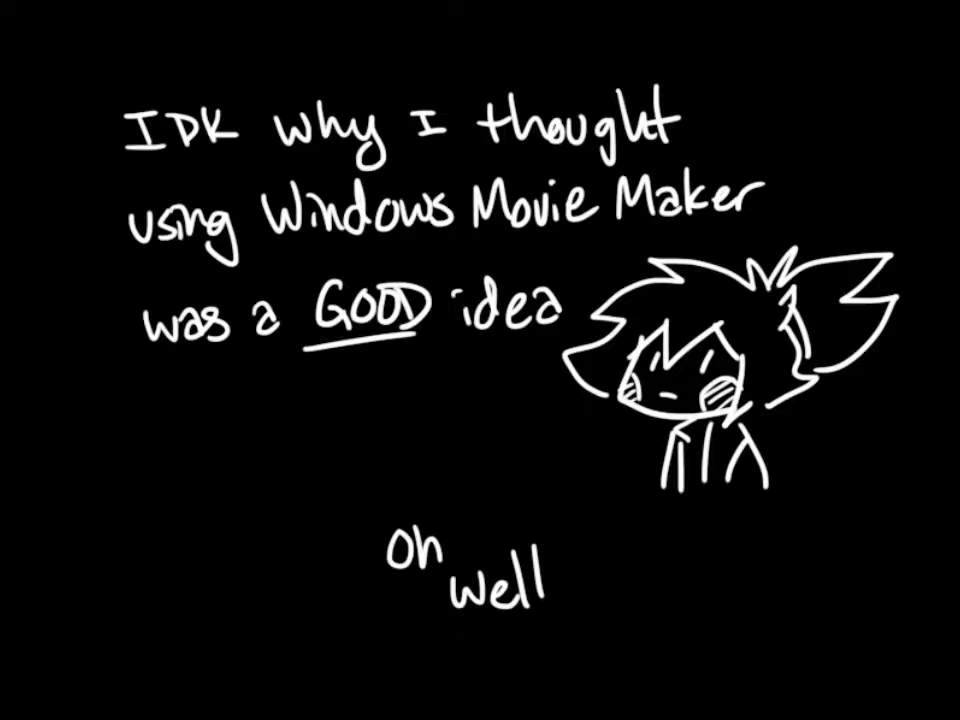 IDK why I thought
using Windows Movie Maker
was a GOOD idea
oh
well